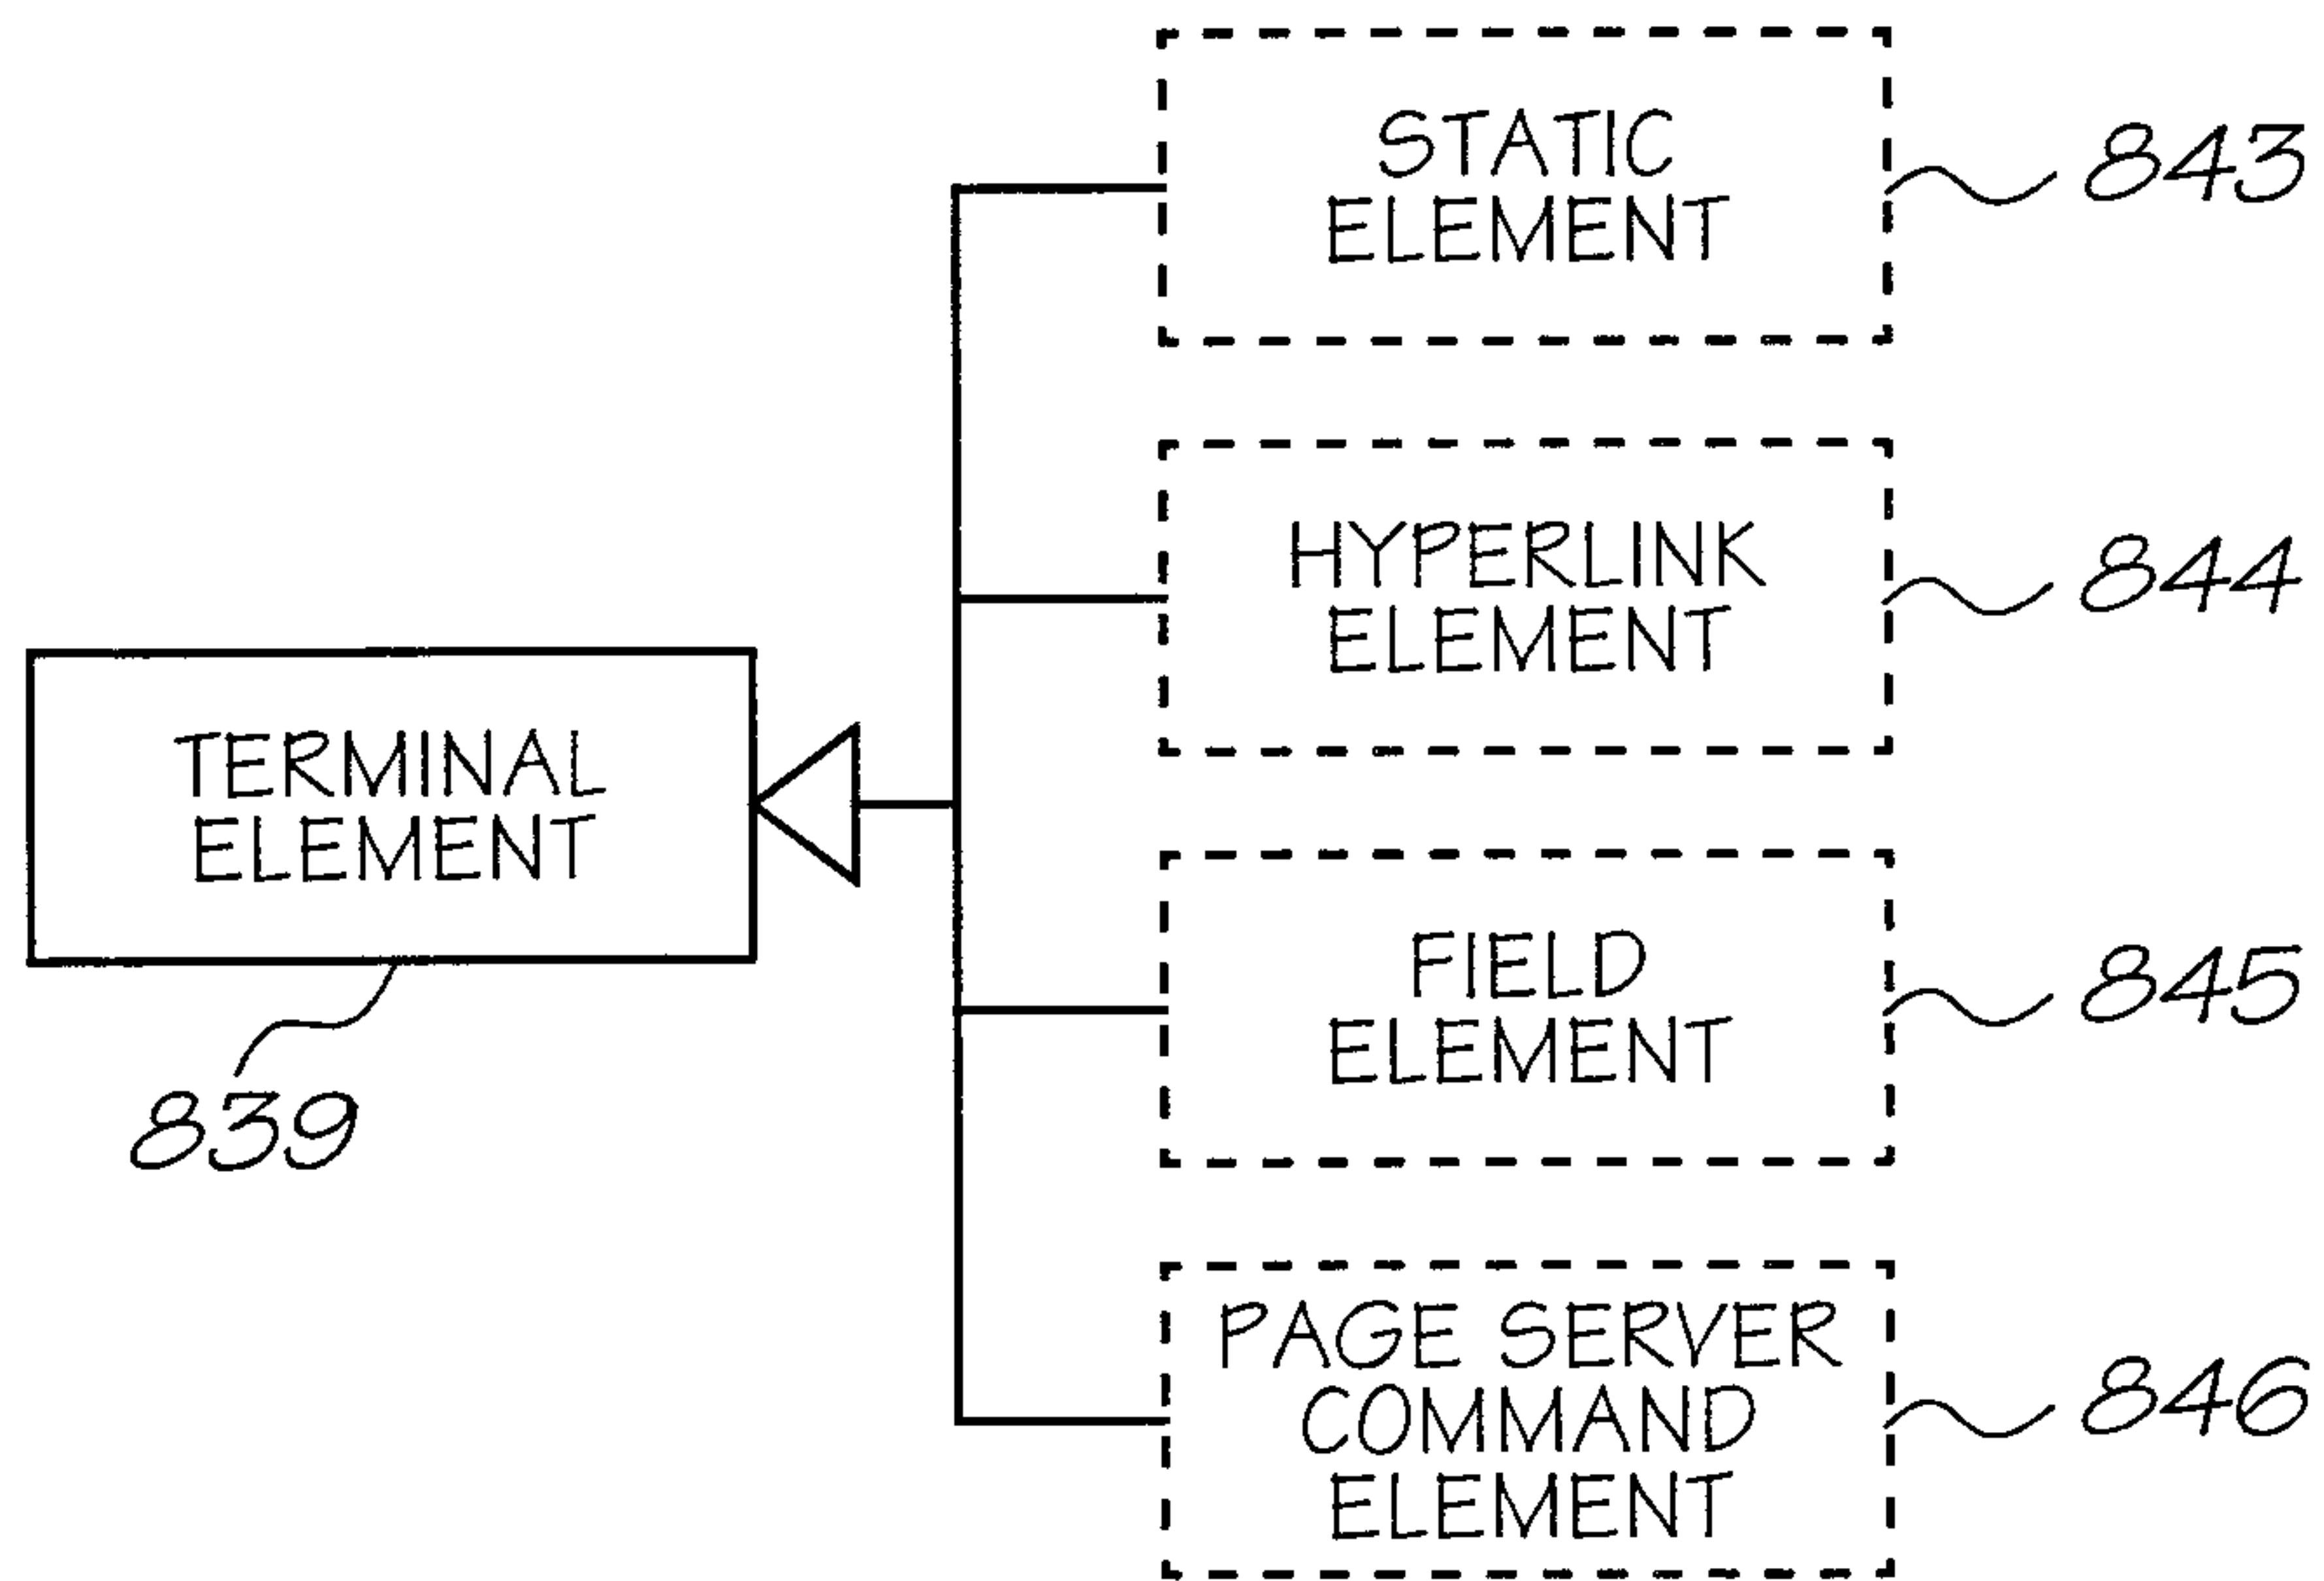 STATIC
ELEMENT
843
HYPERLINK
ELEMENT
844
TERMINAL
ELEMENT
839
FIELD
ELEMENT
845
PAGE SERVER
COMMAND
ELEMENT
846